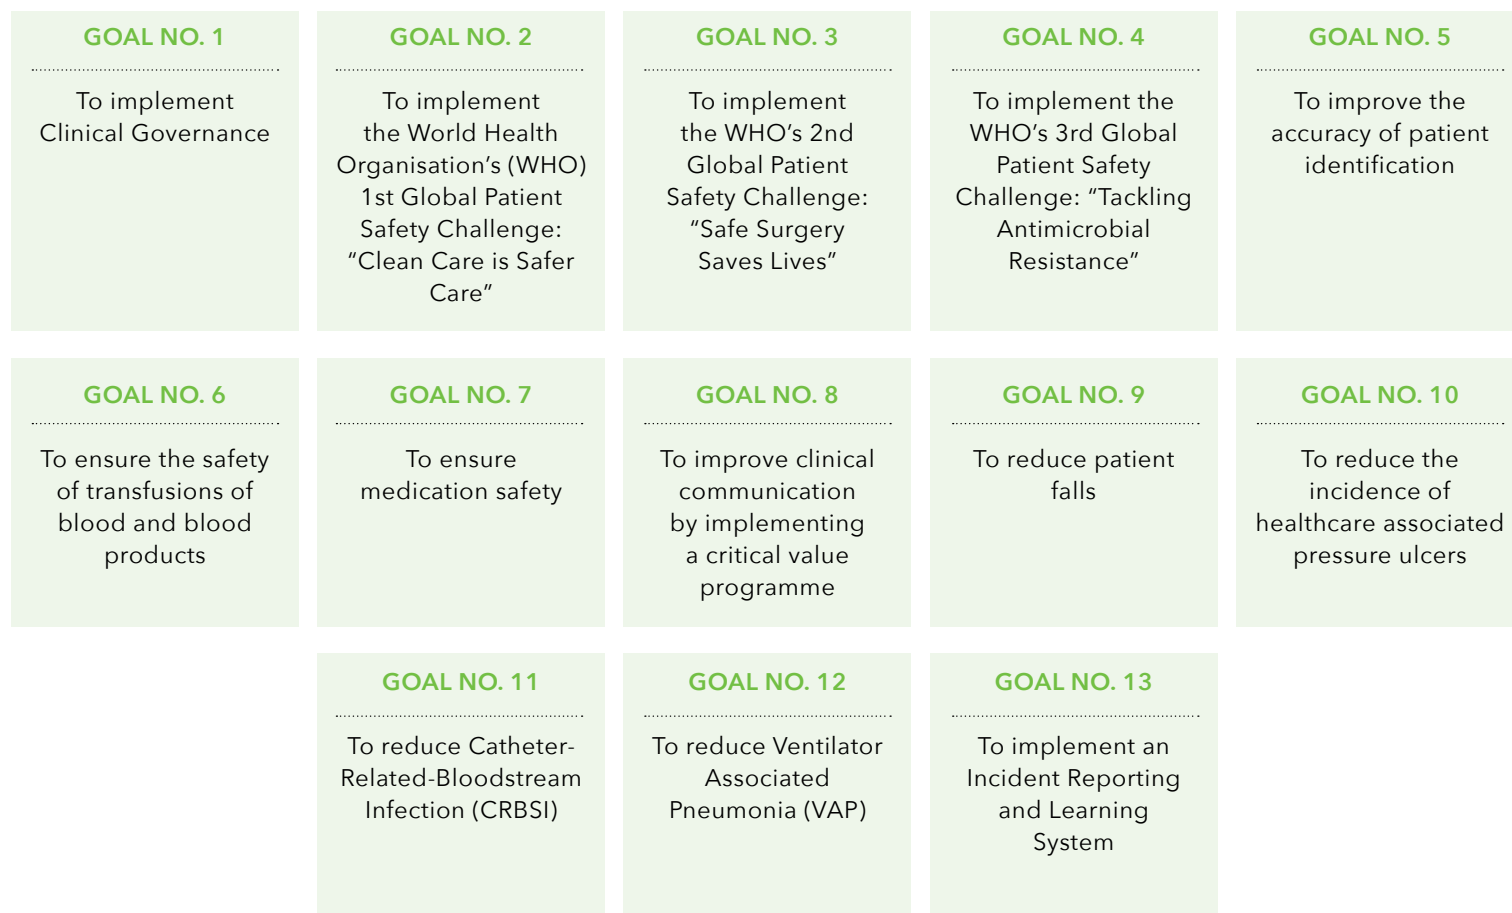 GOAL NO. 1
To implement
Clinical Governance
GOAL NO. 2
To implement
the World Health
Organisation’s (WHO)
1st Global Patient
Safety Challenge:
“Clean Care is Safer
Care”
GOAL NO. 3
To implement
the WHO’s 2nd
Global Patient
Safety Challenge:
“Safe Surgery
Saves Lives”
GOAL NO. 4
To implement the
WHO’s 3rd Global
Patient Safety
Challenge: “Tackling
Antimicrobial
Resistance”
GOAL NO. 5
To improve the
accuracy of patient
identification
GOAL NO. 6
To ensure the safety
of transfusions of
blood and blood
products
GOAL NO. 7
To ensure
medication safety
GOAL NO. 8
To improve clinical
communication
by implementing
a critical value
programme
GOAL NO. 9
To reduce patient
falls
GOAL NO. 10
To reduce the
incidence of
healthcare associated
pressure ulcers
GOAL NO. 11
To reduce Catheter-
Related-Bloodstream
Infection (CRBSI)
GOAL NO. 12
To reduce Ventilator
Associated
Pneumonia (VAP)
GOAL NO. 13
To implement an
Incident Reporting
and Learning
System